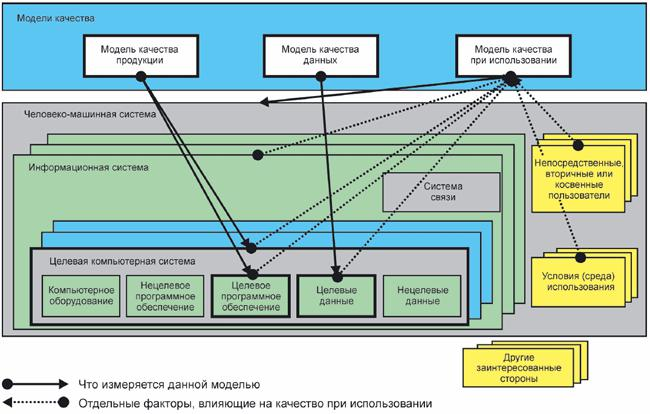 Модели качества
Модель качества
продукции
Модель качества
данных
Модель качества
при использовании
Человеко-машинная система
Информационная система
Система
связи
Непосредственные,
вторичные или
косвенные
пользователи
Целевая компьютерная система
Компьютерное
оборудование
Нецелевое
программное
обеспечение
Целевое
программное
обеспечение
Целевые
данные
Нецелевые
данные
Условия (среда)
использования
Другие
заинтересованные
стороны
Что измеряется данной моделью
Отдельные факторы, влияющие на качество при использовании